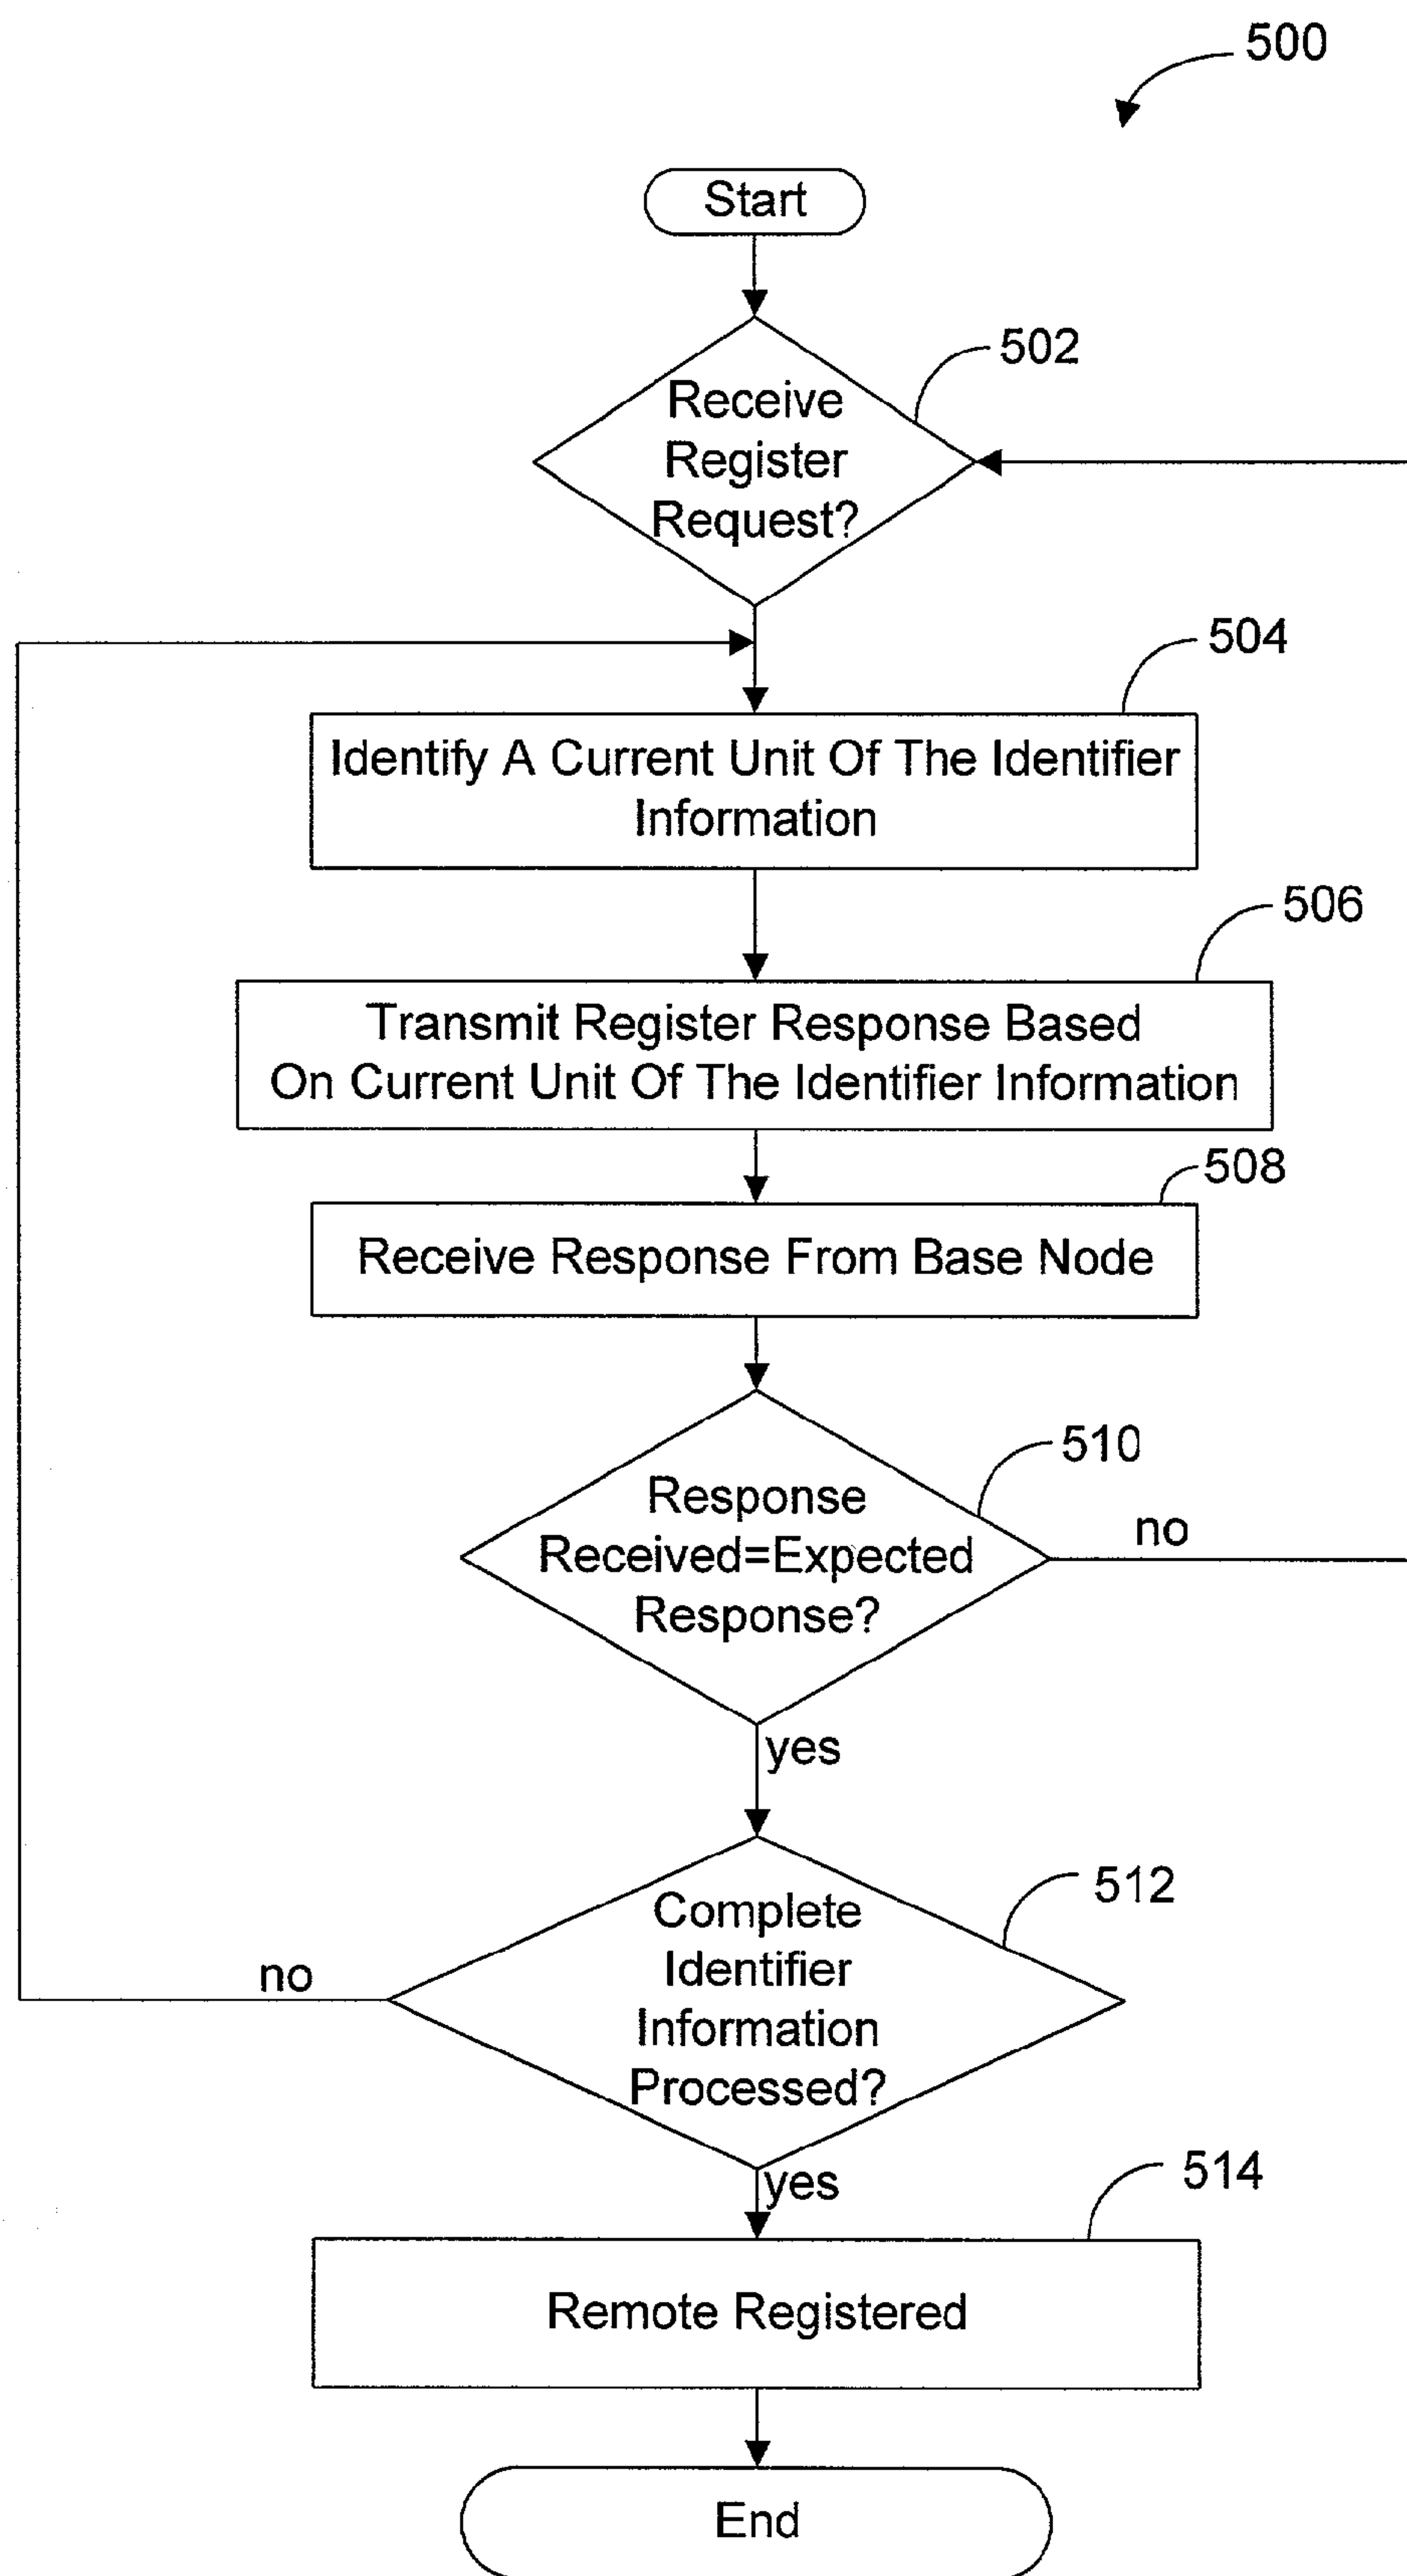 500
Start
502
Receive
Register
Request?
504
Identify A Current Unit Of The Identifier
Information
506
Transmit Register Response Based
On Current Unit Of The Identifier Information
508
Receive Response From Base Node
510
Response
Received=Expected
Response?
no
yes
512
Complete
Identifier
Information
Processed?
no
yes
514
Remote Registered
End